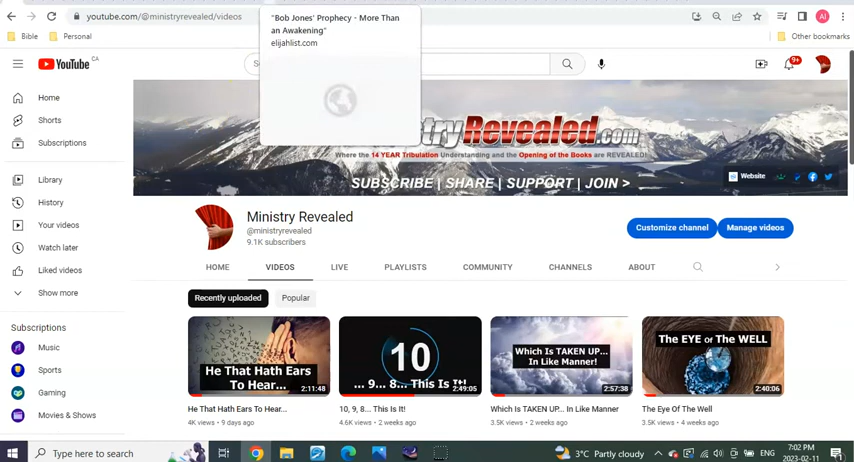 youtube.com/@ministryrevealed/videos
"Bob Jones' Prophecy - More Than
an Awakening"
elijahlist.com
Bible
Personal
Other bookmarks
Al
YouTube CA
9+
Home
Shorts
Subscriptions
Library
History
Your videos
Watch later
Liked videos
Show more
Subscriptions
Music
Sports
Gaming
Movies & Shows
Revealed.com
Where the 14 YEAR Tribulation Understanding and the Opening of the Books are REVEALED!
SUBSCRIBE | SHARE | SUPPORT | JOIN >
Website
Ministry Revealed
@ministryrevealed
9.1K subscribers
Customize channel
Manage videos
HOME
VIDEOS
LIVE
PLAYLISTS
COMMUNITY
CHANNELS
ABOUT
Recently uploaded
Popular
He That Hath Ears
To Hear...
2:11:48
10
... 9... 8... This Is It!
2:49:05
Which Is TAKEN UP...
In Like Manner!
2:57:38
The EYE OF The WELL
2:40:06
He That Hath Ears To Hear...
4K views • 9 days ago
10, 9, 8... This Is It!
4.6K views • 2 weeks ago
Which Is TAKEN UP... In Like Manner
3.5K views • 2 weeks ago
The Eye Of The Well
3.5K views • 4 weeks ago
Type here to search
3°C Partly cloudy
ENG
7:02 PM
2023-02-11